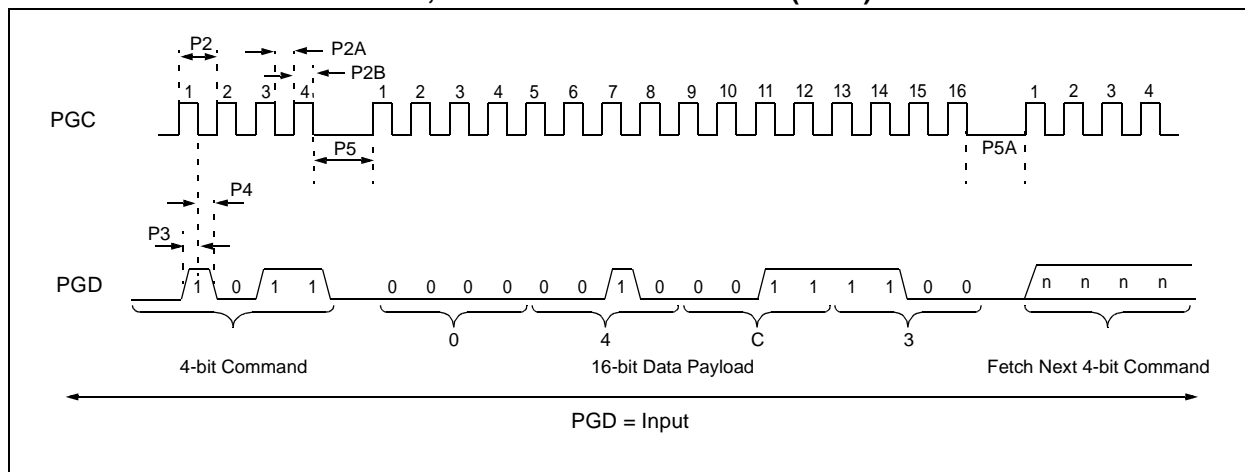 P2
P2A
P2B
1 2 3 4 1 2 3 4 5 6 7 8 9 10 11 12 13 14 15 16 1 2 3 4
PGC
P5
P5A
P4
P3
PGD
1 0 1 1 0 0 0 0 0 0 1 0 0 0 1 1 1 1 0 0 n n n n
0 4 C 3
4-bit Command 16-bit Data Payload Fetch Next 4-bit Command
PGD = Input